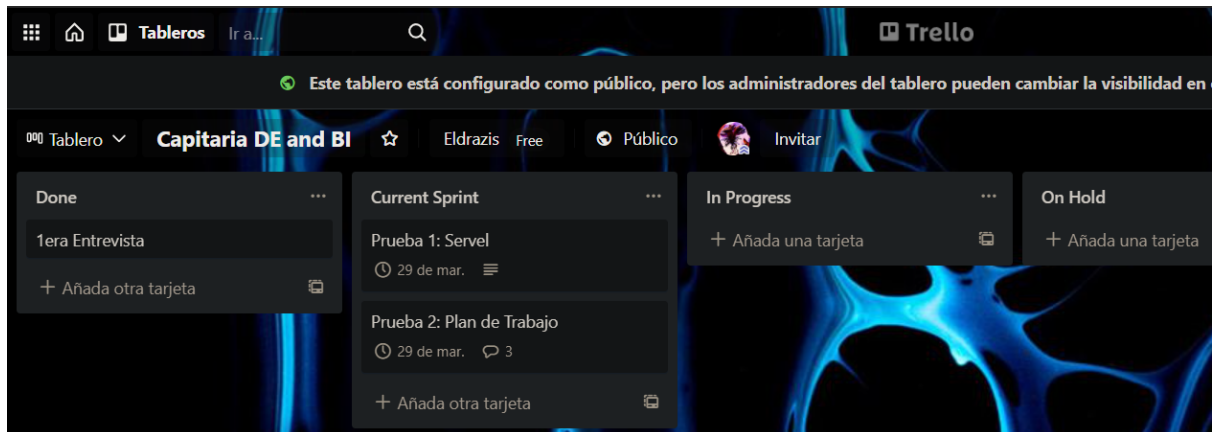 Tableros Ir a... Trello
Este tablero está configurado como público, pero los administradores del tablero pueden cambiar la visibilidad en
Tablero Capitaria DE and BI Eldrazis Free Público Invitar
Done
1era Entrevista
+ Añada otra tarjeta
Current Sprint
Prueba 1: Servel
29 de mar.
Prueba 2: Plan de Trabajo
29 de mar. 3
+ Añada otra tarjeta
In Progress
+ Añada una tarjeta
On Hold
+ Añada una tarjeta